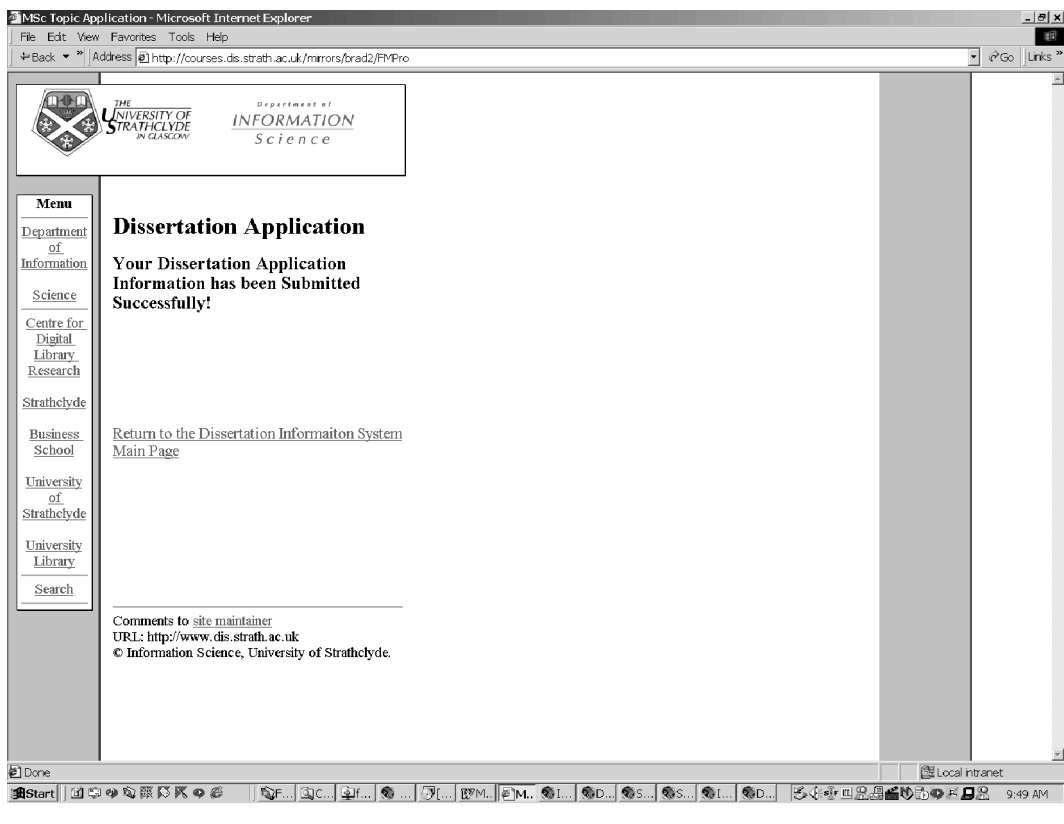 MSc Topic Application - Microsoft Internet Explorer
File Edit View Favorites Tools Help
Back » Address http://courses.dis.strath.ac.uk/mirrors/brad2/FMPro Go Links »
THE
UNIVERSITY OF
STRATHCLYDE
IN GLASGOW
Department of
INFORMATION
Science
Menu
Department
of
Information
Science
Centre for
Digital
Library
Research
Strathclyde
Business
School
University
of
Strathclyde
University
Library
Search
Dissertation Application
Your Dissertation Application
Information has been Submitted
Successfully!
Return to the Dissertation Informaiton System
Main Page
Comments to site maintainer
URL: http://www.dis.strath.ac.uk
© Information Science, University of Strathclyde.
Done Local intranet
Start F... C... f... ... [... M.. M.. I... D... S... S... I... D... 9:49 AM